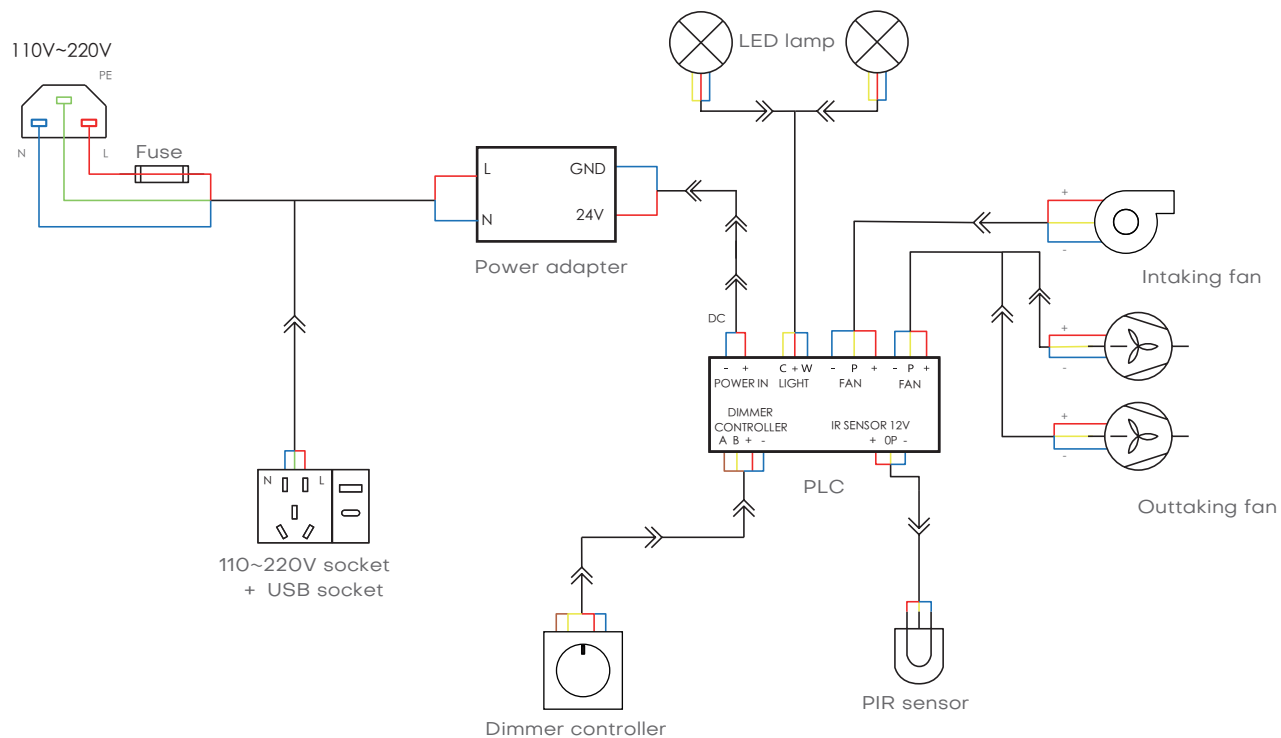 110V~220V
PE
N
L
Fuse
LED lamp
L
GND
N
24V
Power adapter
+
-
Intaking fan
+
-
+
-
Outtaking fan
DC
- +
C + W
- P +
- P +
POWER IN
LIGHT
FAN
FAN
DIMMER
CONTROLLER
A B + -
IR SENSOR 12V
+ 0P -
PLC
N
L
110~220V socket
+ USB socket
Dimmer controller
PIR sensor